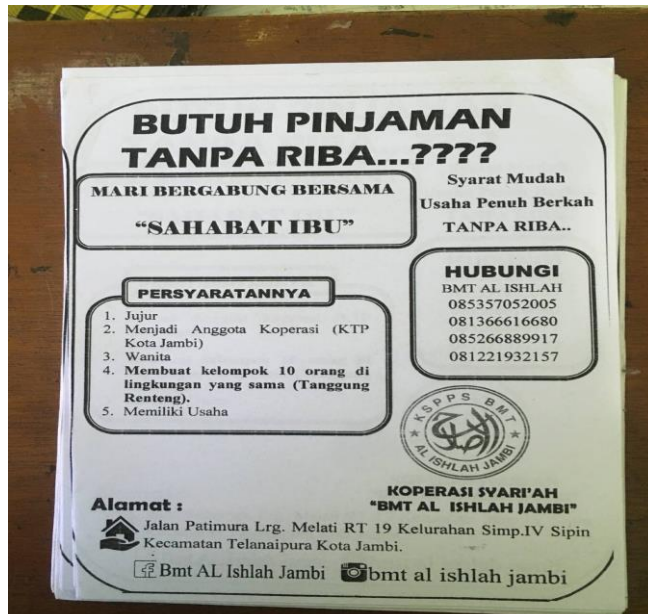 BUTUH PINJAMAN
TANPA RIBA...????
MARI BERGABUNG BERSAMA
“SAHABAT IBU”
Syarat Mudah
Usaha Penuh Berkah
TANPA RIBA..
PERSYARATANNYA
1. Jujur
2. Menjadi Anggota Koperasi (KTP
Kota Jambi)
3. Wanita
4. Membuat kelompok 10 orang di
lingkungan yang sama (Tanggung
Renteng).
5. Memiliki Usaha
HUBUNGI
BMT AL ISHLAH
085357052005
081366616680
085266889917
081221932157
KSPPS BMT
AL ISHLAH JAMBI
KOPERASI SYARI'AH
"BMT AL ISHLAH JAMBI"
Alamat :
Jalan Patimura Lrg. Melati RT 19 Kelurahan Simp.IV Sipin
Kecamatan Telanaipura Kota Jambi.
Bmt AL Ishlah Jambi
bmt al ishlah jambi